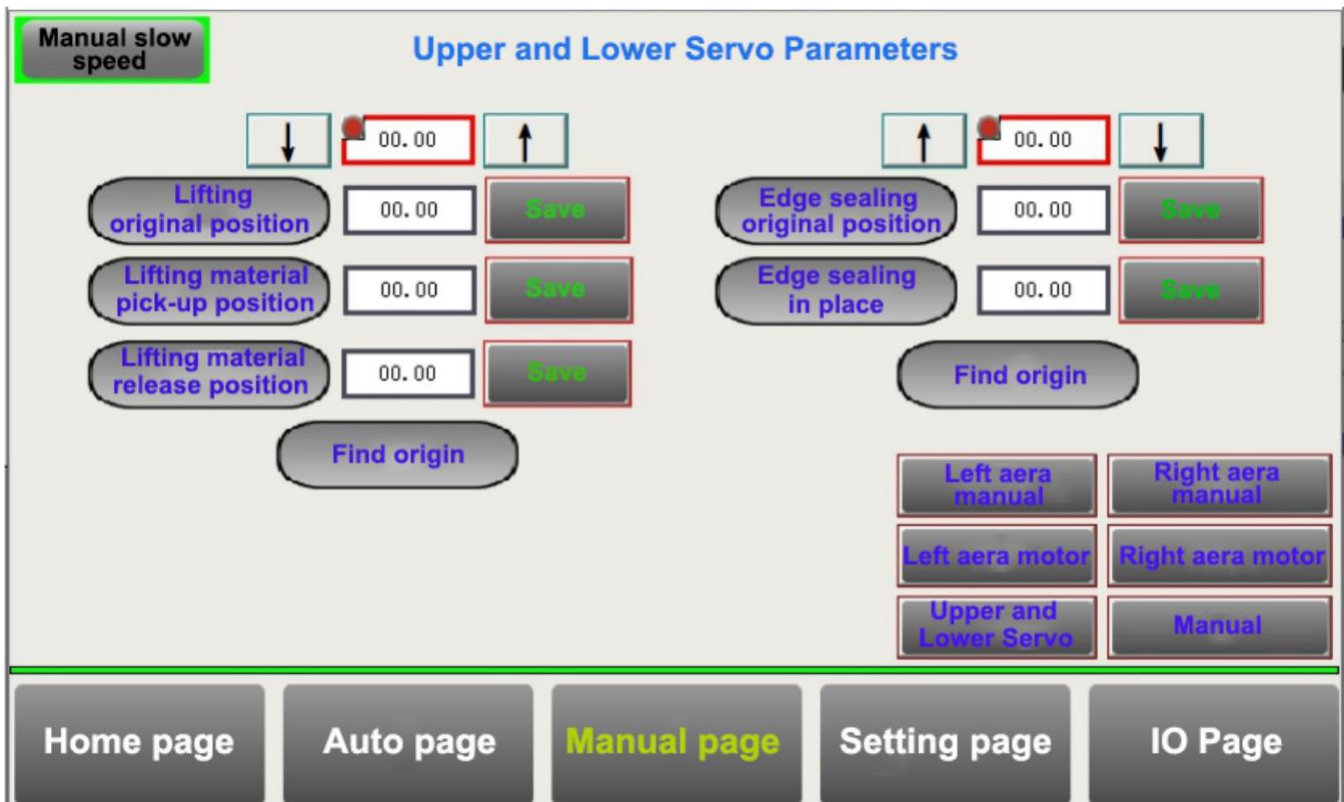 Manual slow
speed
Upper and Lower Servo Parameters
↓ 00.00 ↑
Lifting
original position
00.00
Save
Lifting material
pick-up position
00.00
Save
Lifting material
release position
00.00
Save
Find origin
↑ 00.00 ↓
Edge sealing
original position
00.00
Save
Edge sealing
in place
00.00
Save
Find origin
Left aera
manual
Right aera
manual
Left aera motor
Right aera motor
Upper and
Lower Servo
Manual
Home page
Auto page
Manual page
Setting page
IO Page